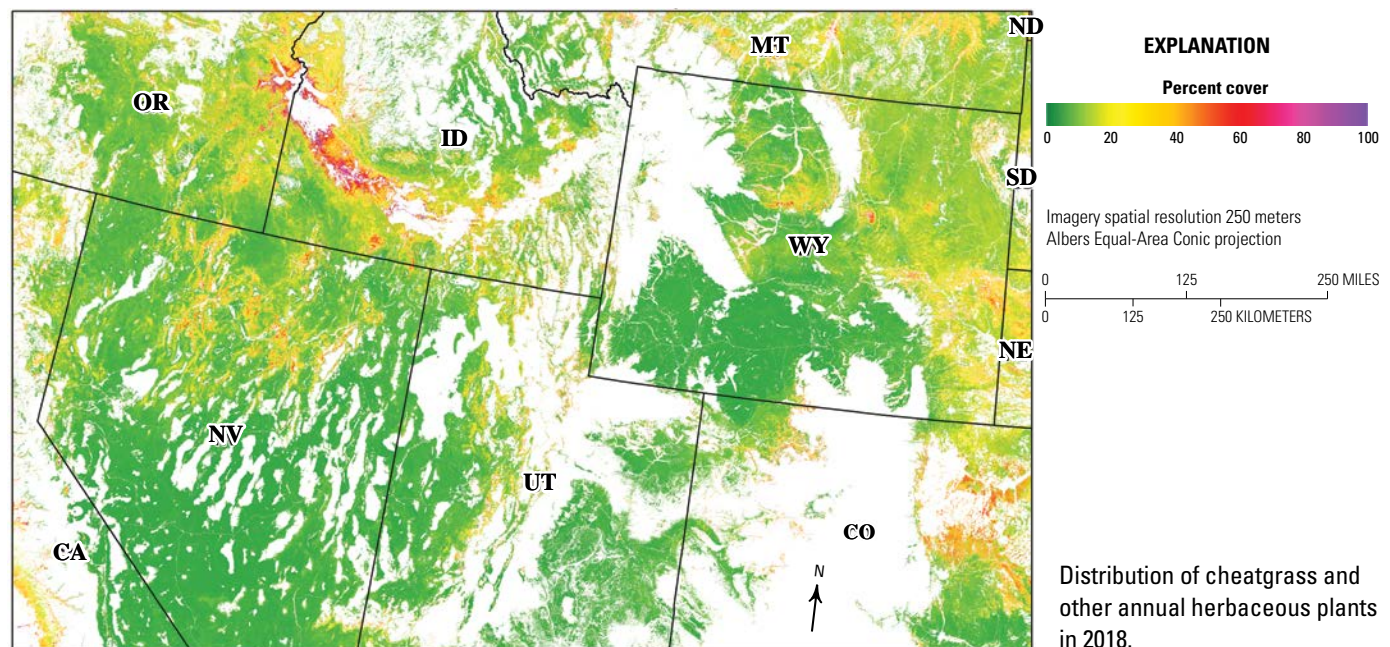 ND
MT
OR
ID
SD
WY
NE
NV
UT
CA
CO
N
EXPLANATION
Percent cover
0 20 40 60 80 100
Imagery spatial resolution 250 meters
Albers Equal-Area Conic projection
0 125 250 MILES
0 125 250 KILOMETERS
Distribution of cheatgrass and
other annual herbaceous plants
in 2018.